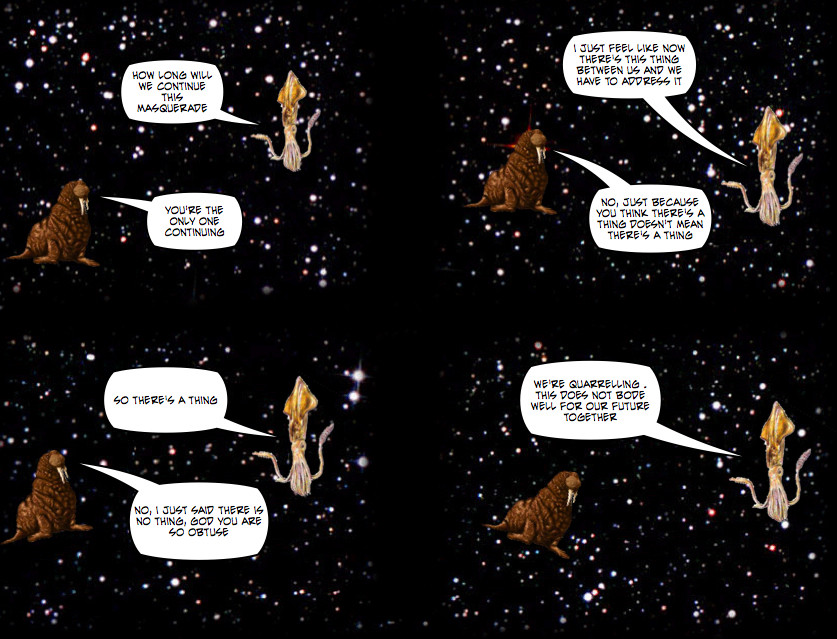 HOW LONG WILL
WE CONTINUE
THIS
MASQUERADE
YOU'RE THE
ONLY ONE
CONTINUING
I JUST FEEL LIKE NOW
THERE'S THIS THING
BETWEEN US AND WE
HAVE TO ADDRESS IT
NO, JUST BECAUSE
YOU THINK THERE'S A
THING DOESN'T MEAN
THERE'S A THING
SO THERE'S A THING
NO, I JUST SAID THERE IS
NO THING, GOD YOU ARE
SO OBTUSE
WE'RE QUARRELLING .
THIS DOES NOT BODE
WELL FOR OUR FUTURE
TOGETHER